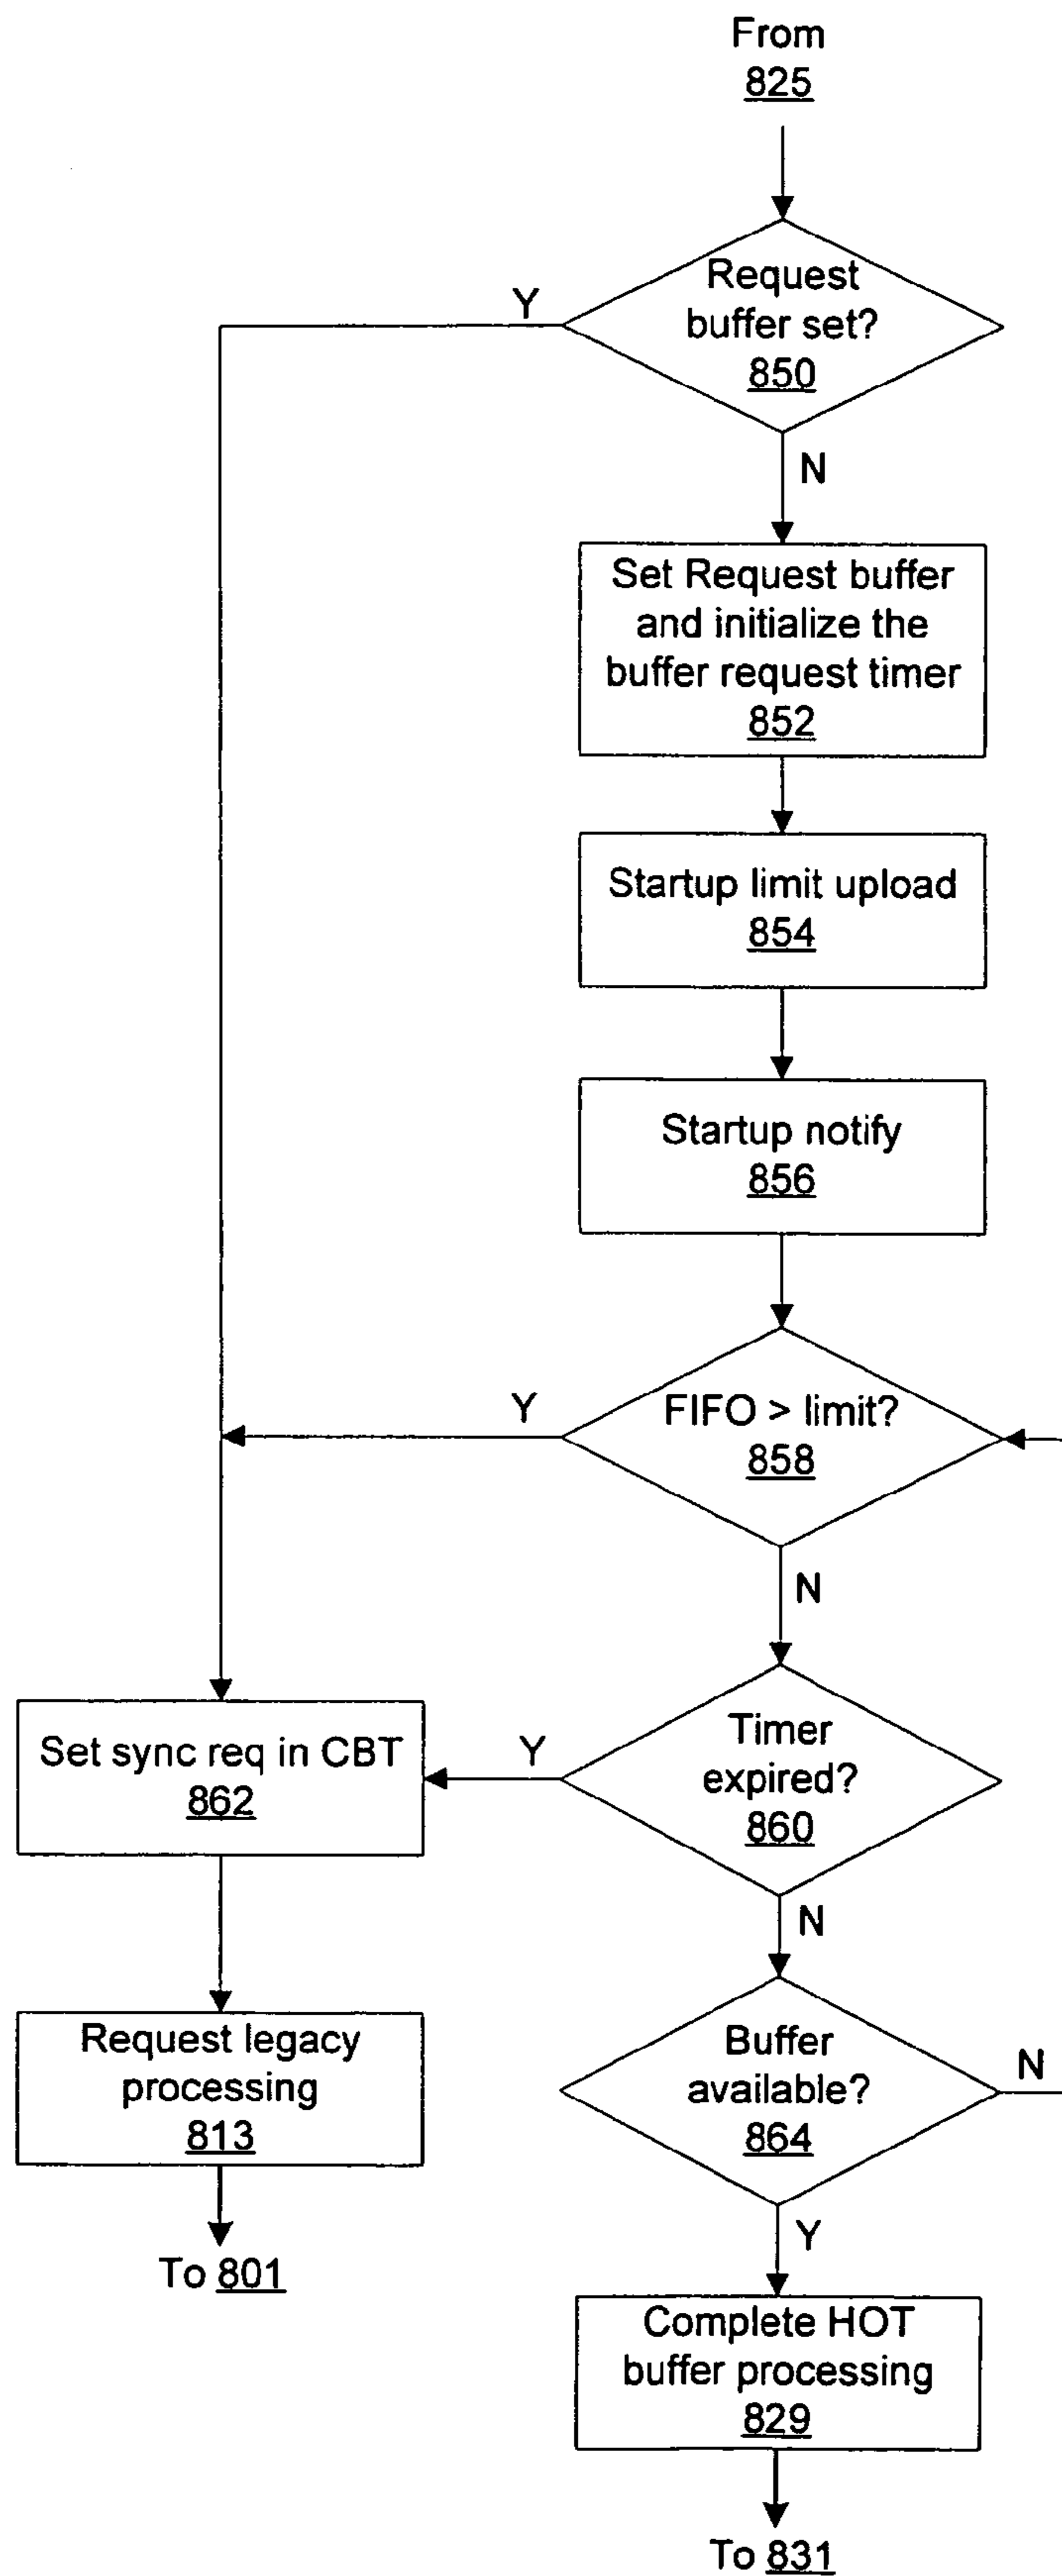 From
825
Request
buffer set?
850
Y
N
Set Request buffer
and initialize the
buffer request timer
852
Startup limit upload
854
Startup notify
856
FIFO > limit?
858
Y
N
Timer
expired?
860
Y
N
Set sync req in CBT
862
Request legacy
processing
813
To 801
Buffer
available?
864
N
Y
Complete HOT
buffer processing
829
To 831